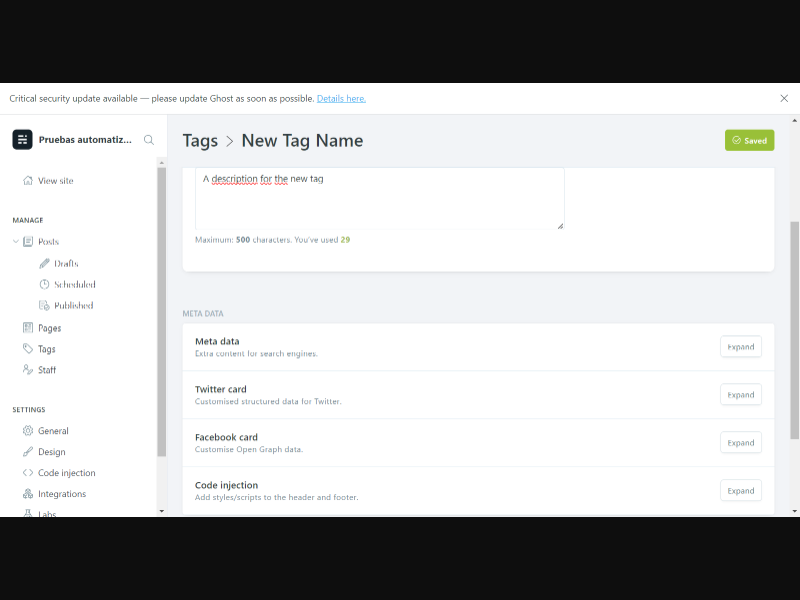 Critical security update available — please update Ghost as soon as possible. Details here.
Pruebas automatiz...
View site
MANAGE
Posts
Drafts
Scheduled
Published
Pages
Tags
Staff
SETTINGS
General
Design
Code injection
Integrations
Labs
Tags > New Tag Name
Saved
A description for the new tag
Maximum: 500 characters. You've used 29
META DATA
Meta data
Extra content for search engines.
Expand
Twitter card
Customised structured data for Twitter.
Expand
Facebook card
Customise Open Graph data.
Expand
Code injection
Add styles/scripts to the header and footer.
Expand